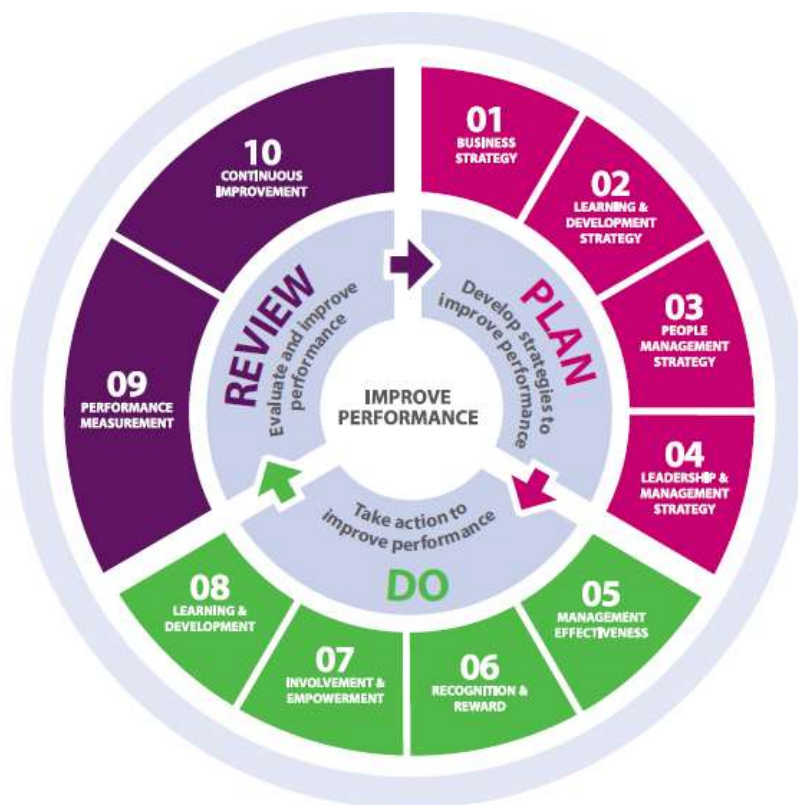 01
BUSINESS
STRATEGY
02
LEARNING &
DEVELOPMENT
STRATEGY
03
PEOPLE
MANAGEMENT
STRATEGY
04
LEADERSHIP &
MANAGEMENT
STRATEGY
05
MANAGEMENT
EFFECTIVENESS
06
RECOGNITION &
REWARD
07
INVOLVEMENT &
EMPOWERMENT
08
LEARNING &
DEVELOPMENT
09
PERFORMANCE
MEASUREMENT
10
CONTINUOUS
IMPROVEMENT
PLAN
Develop strategies to
improve performance
DO
Take action to
improve performance
REVIEW
Evaluate and improve
performance
IMPROVE
PERFORMANCE